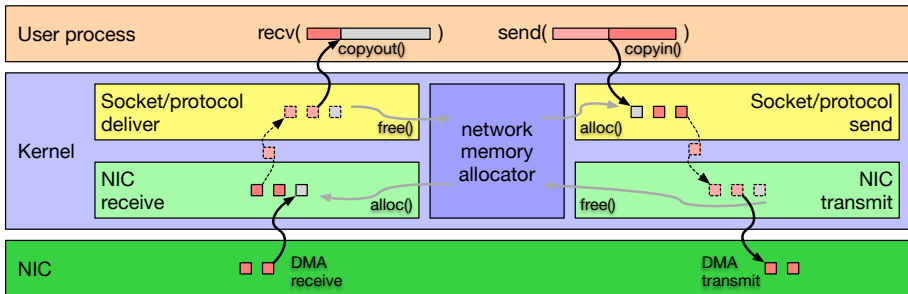 User process
recv(
)
copyout()
send(
)
copyin()
Kernel
Socket/protocol
deliver
free()
network
memory
allocator
alloc()
Socket/protocol
send
NIC
receive
alloc()
free()
NIC
transmit
NIC
DMA
receive
DMA
transmit